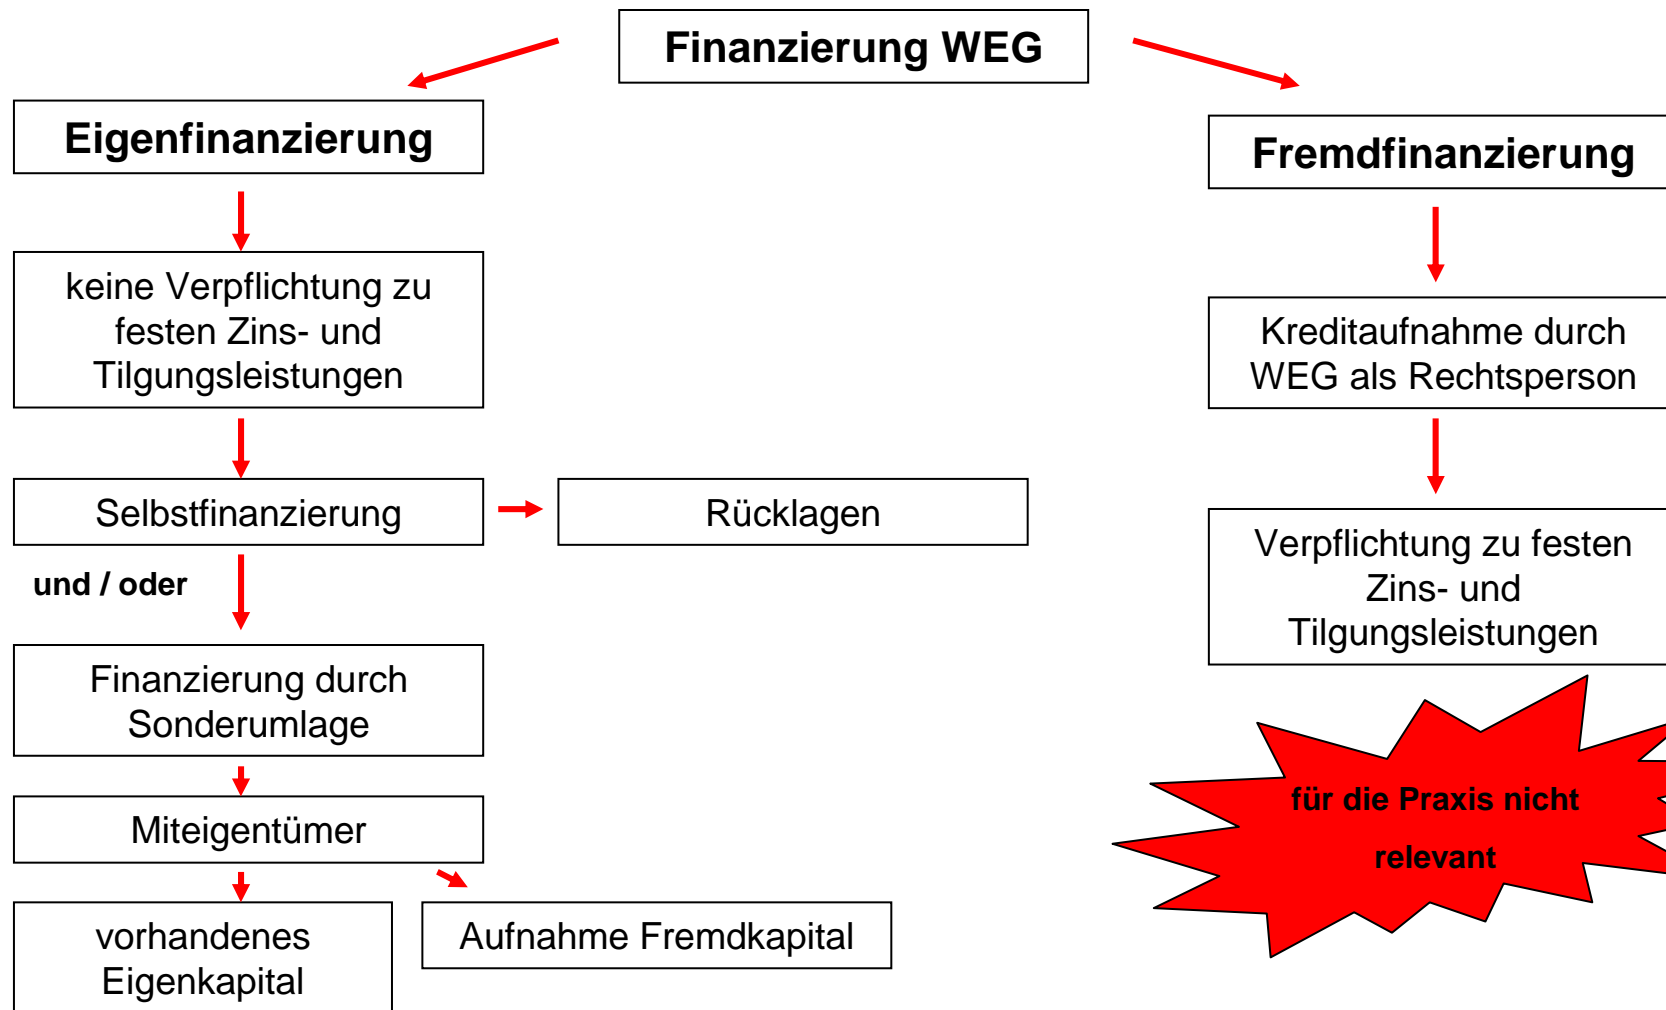 Finanzierung WEG
Eigenfinanzierung
Fremdfinanzierung
keine Verpflichtung zu
festen Zins- und
Tilgungsleistungen
Kreditaufnahme durch
WEG als Rechtsperson
Selbstfinanzierung
Rücklagen
und / oder
Verpflichtung zu festen
Zins- und
Tilgungsleistungen
Finanzierung durch
Sonderumlage
Miteigentümer
für die Praxis nicht
relevant
vorhandenes
Eigenkapital
Aufnahme Fremdkapital